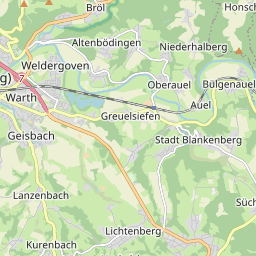 Bröl
Honsch
Altenbödingen
Niederhalberg
Weldergoven
g)
7
Oberauel
Bülgenauel
Warth
Auel
Greuelsiefen
Geisbach
Stadt Blankenberg
Lanzenbach
Süch
Lichtenberg
Kurenbach